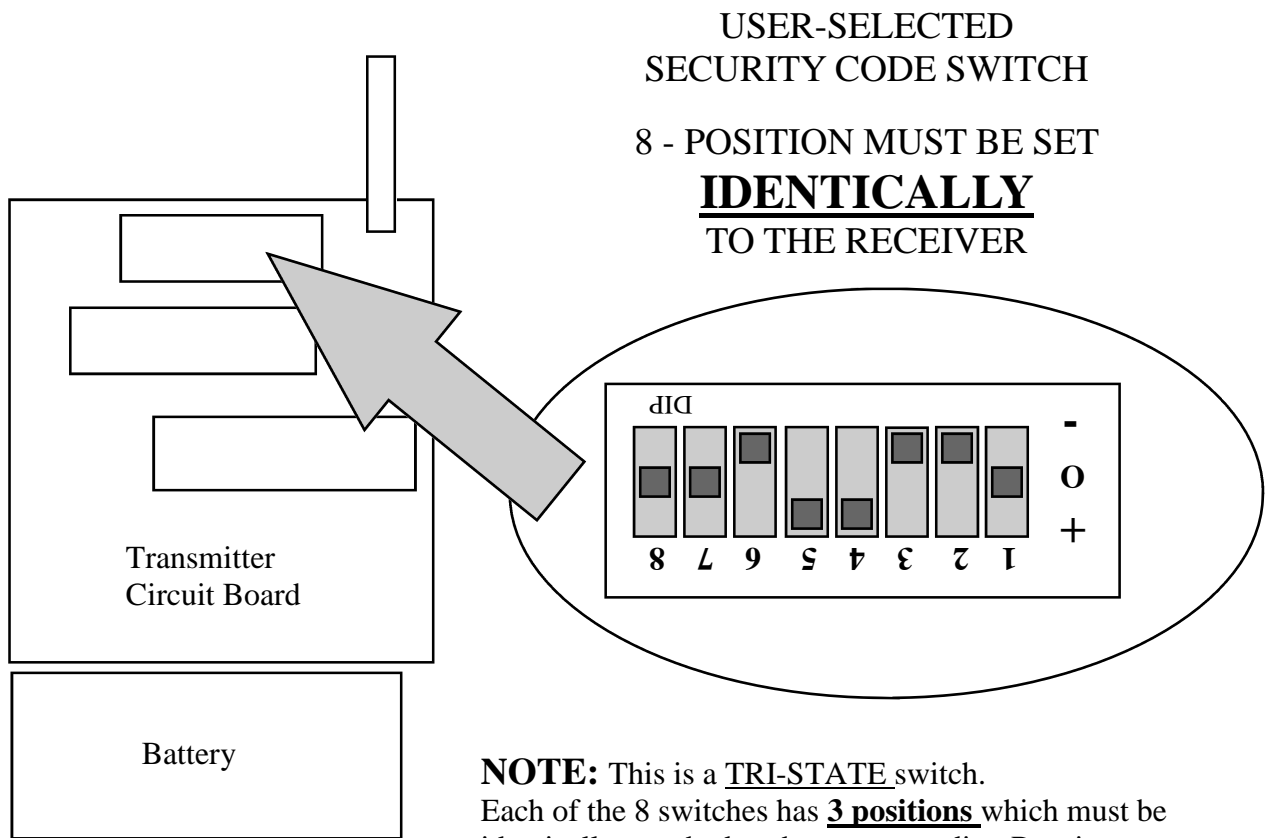 USER-SELECTED
SECURITY CODE SWITCH
8 - POSITION MUST BE SET
IDENTICALLY
TO THE RECEIVER
DIP
-
O
+
8 7 6 5 4 3 2 1
Transmitter
Circuit Board
Battery
NOTE: This is a TRI-STATE switch.
Each of the 8 switches has 3 positions which must be